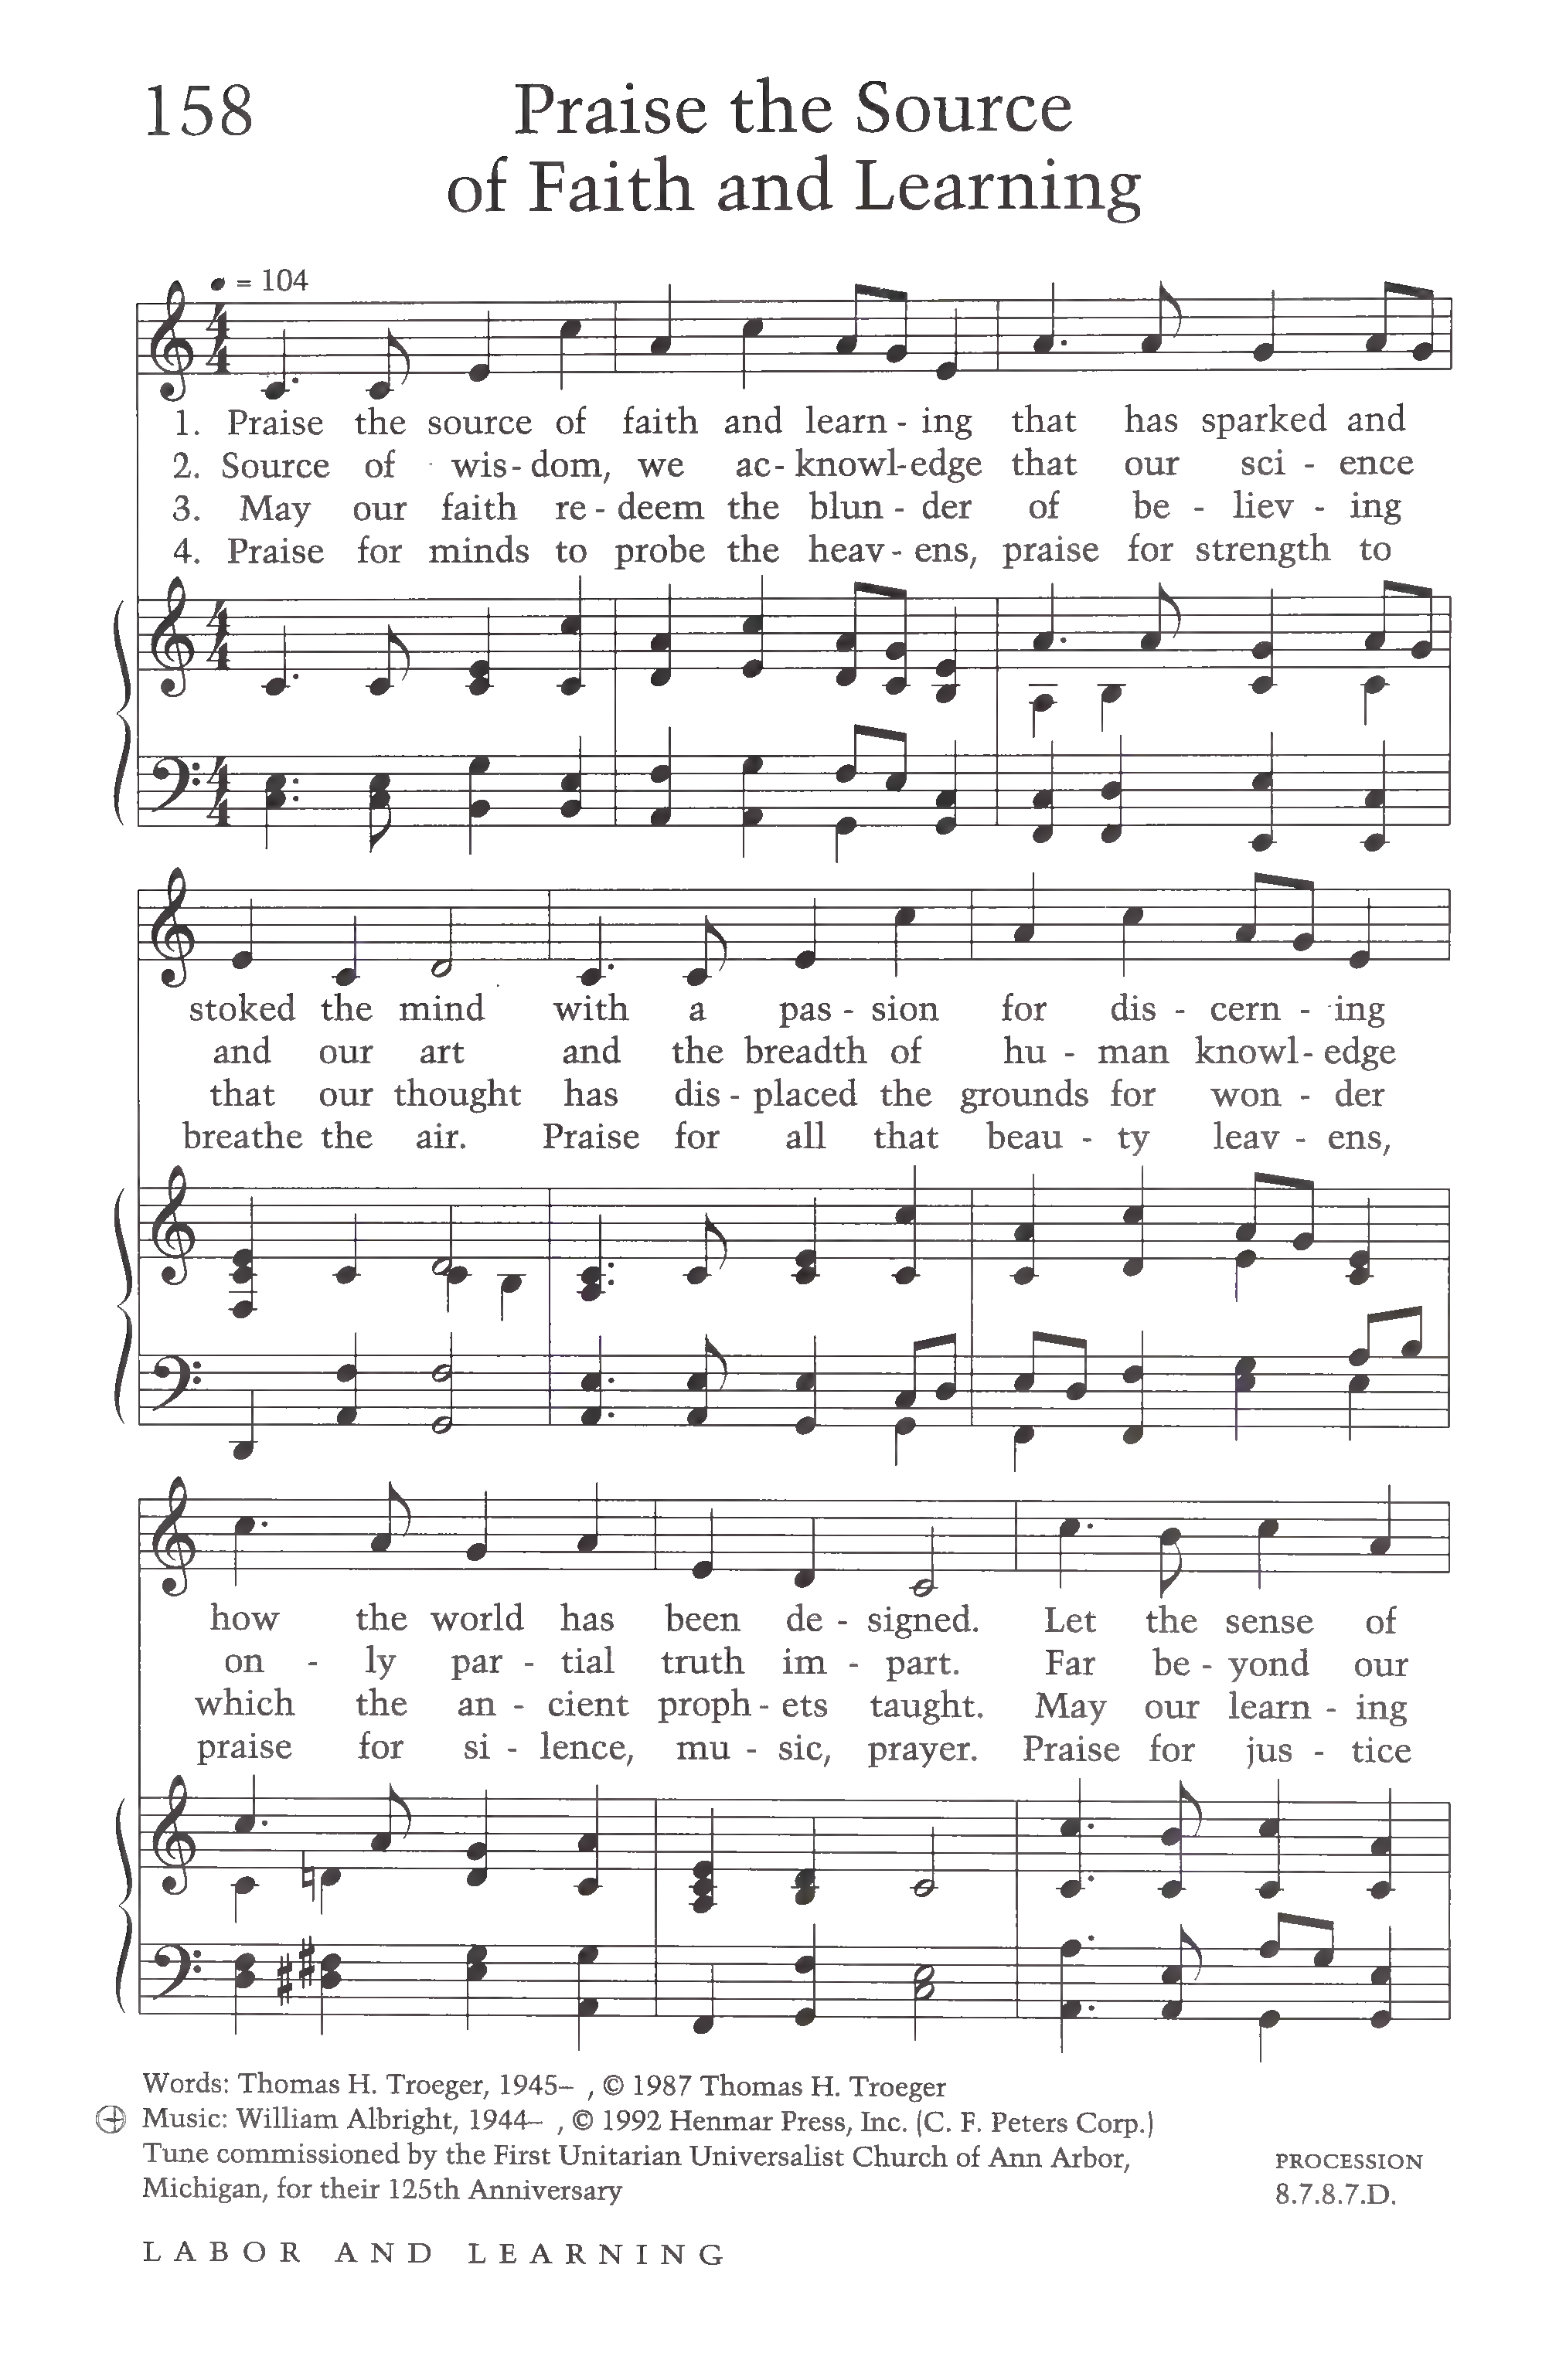 158
Praise the Source
of Faith and Learning
= 104
1. Praise the source of faith and learn - ing that has sparked and
2. Source of wis - dom, we ac - knowl - edge that our sci - ence
3. May our faith re - deem the blun - der of be - liev - ing
4. Praise for minds to probe the heav - ens, praise for strength to
stoked the mind with a pas - sion for dis - cern - ing
and our art and the breadth of hu - man knowl - edge
that our thought has dis - placed the grounds for won - der
breathe the air. Praise for all that beau - ty leav - ens,
how the world has been de - signed. Let the sense of
on - ly par - tial truth im - part. Far be - yond our
which the an - cient proph - ets taught. May our learn - ing
praise for si - lence, mu - sic, prayer. Praise for jus - tice
Words: Thomas H. Troeger, 1945– , © 1987 Thomas H. Troeger
Music: William Albright, 1944– , © 1992 Henmar Press, Inc. (C. F. Peters Corp.)
Tune commissioned by the First Unitarian Universalist Church of Ann Arbor,
Michigan, for their 125th Anniversary
PROCESSION
8.7.8.7.D.
LABOR AND LEARNING